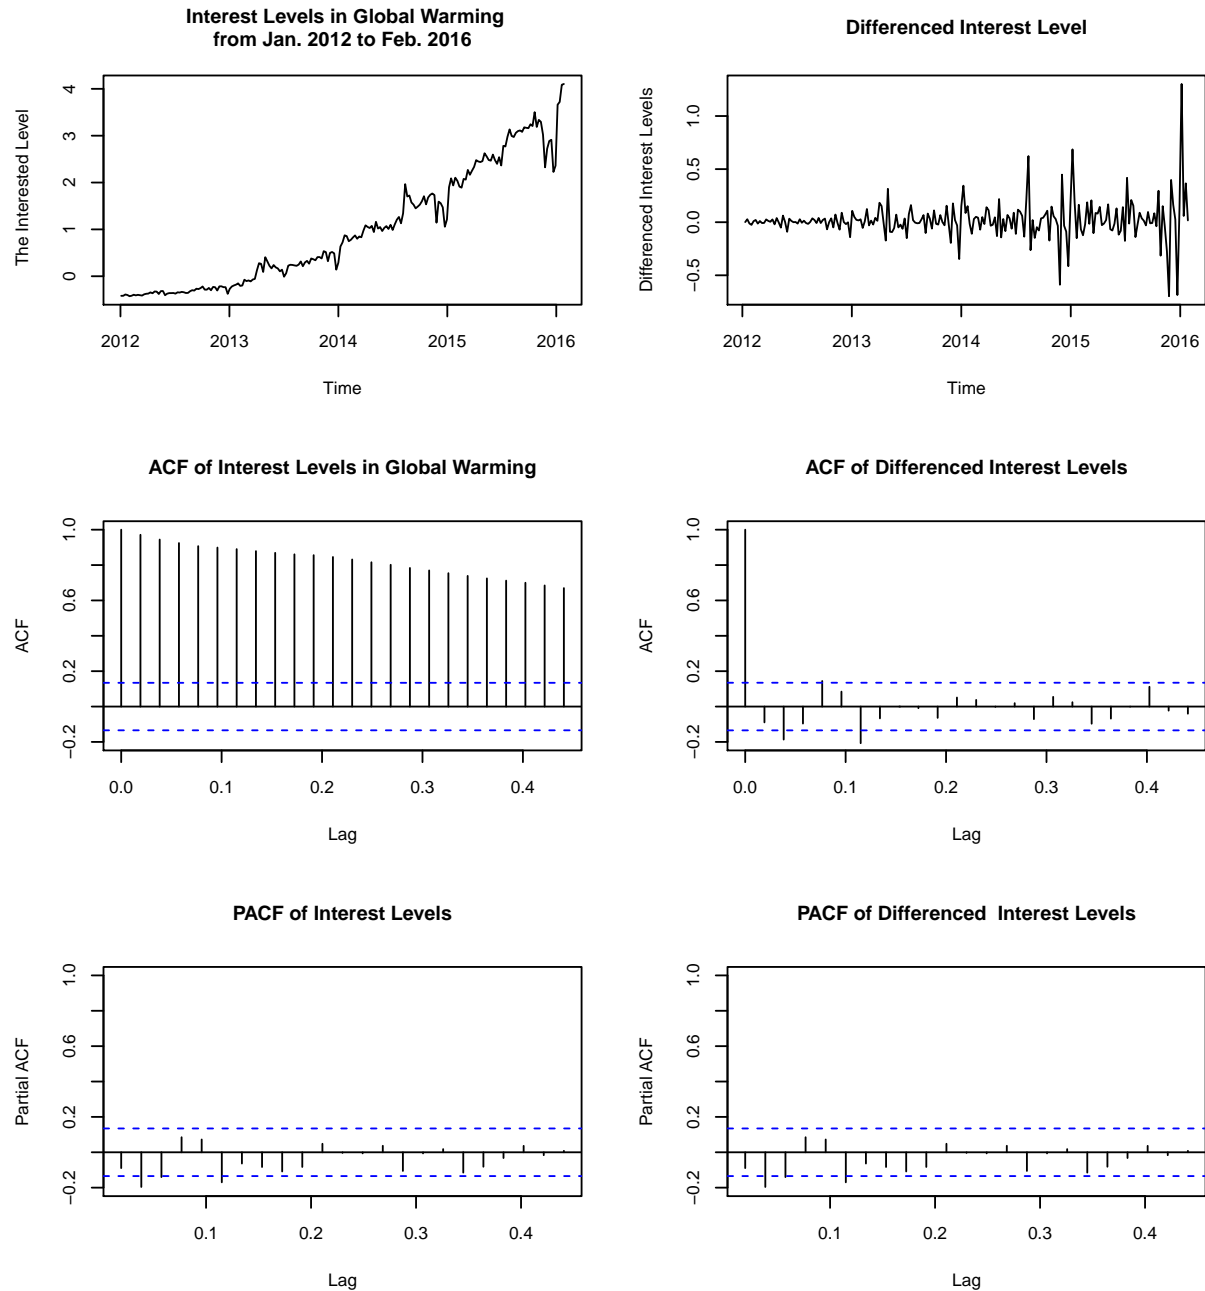 Interest Levels in Global Warming
from Jan. 2012 to Feb. 2016
The Interested Level
0 1 2 3 4
2012 2013 2014 2015 2016
Time
Differenced Interest Level
Differenced Interest Levels
−0.5 0.0 0.5 1.0
2012 2013 2014 2015 2016
Time
ACF of Interest Levels in Global Warming
ACF
−0.2 0.2 0.6 1.0
0.0 0.1 0.2 0.3 0.4
Lag
ACF of Differenced Interest Levels
ACF
−0.2 0.2 0.6 1.0
0.0 0.1 0.2 0.3 0.4
Lag
PACF of Interest Levels
Partial ACF
−0.2 0.2 0.6 1.0
0.1 0.2 0.3 0.4
Lag
PACF of Differenced  Interest Levels
Partial ACF
−0.2 0.2 0.6 1.0
0.1 0.2 0.3 0.4
Lag